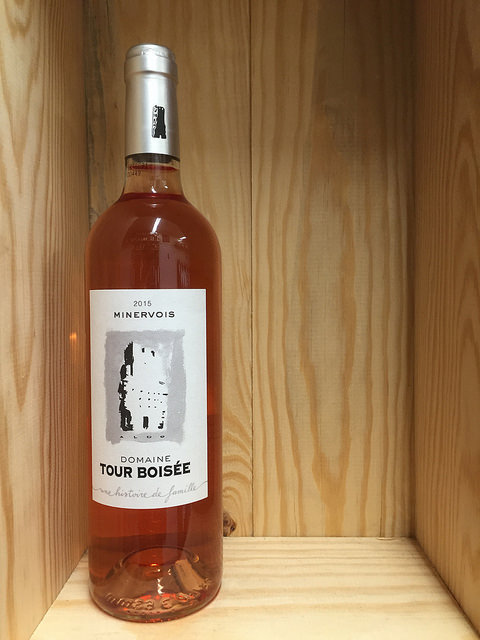 2015
MINERVOIS
DOMAINE
TOUR BOISÉE
une histoire de famille